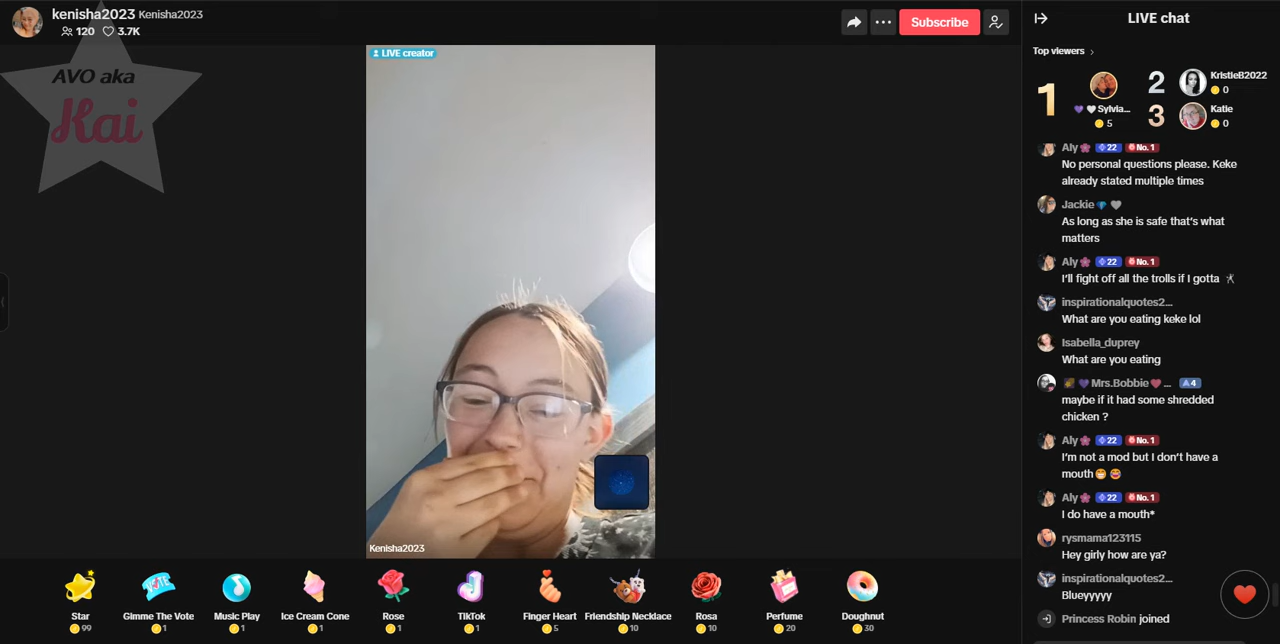 kenisha2023 Kenisha2023
120 3.7K
Subscribe
AVO aka
Kai
LIVE creator
Kenisha2023
Star
99
Gimme The Vote
1
Music Play
1
Ice Cream Cone
1
Rose
1
TikTok
1
Finger Heart
5
Friendship Necklace
10
Rosa
10
Perfume
20
Doughnut
30
LIVE chat
Top viewers
1
Sylvia...
5
2
KristieB2022
0
3
Katie
0
Aly 22 No. 1
No personal questions please. Keke
already stated multiple times
Jackie
As long as she is safe that's what
matters
Aly 22 No. 1
I'll fight off all the trolls if I gotta
inspirationalquotes2...
What are you eating keke lol
Isabella_duprey
What are you eating
Mrs.Bobbie ... 4
maybe if it had some shredded
chicken ?
Aly 22 No. 1
I'm not a mod but I don't have a
mouth
Aly 22 No. 1
I do have a mouth*
rysmama123115
Hey girly how are ya?
inspirationalquotes2...
Blueyyyyy
Princess Robin joined